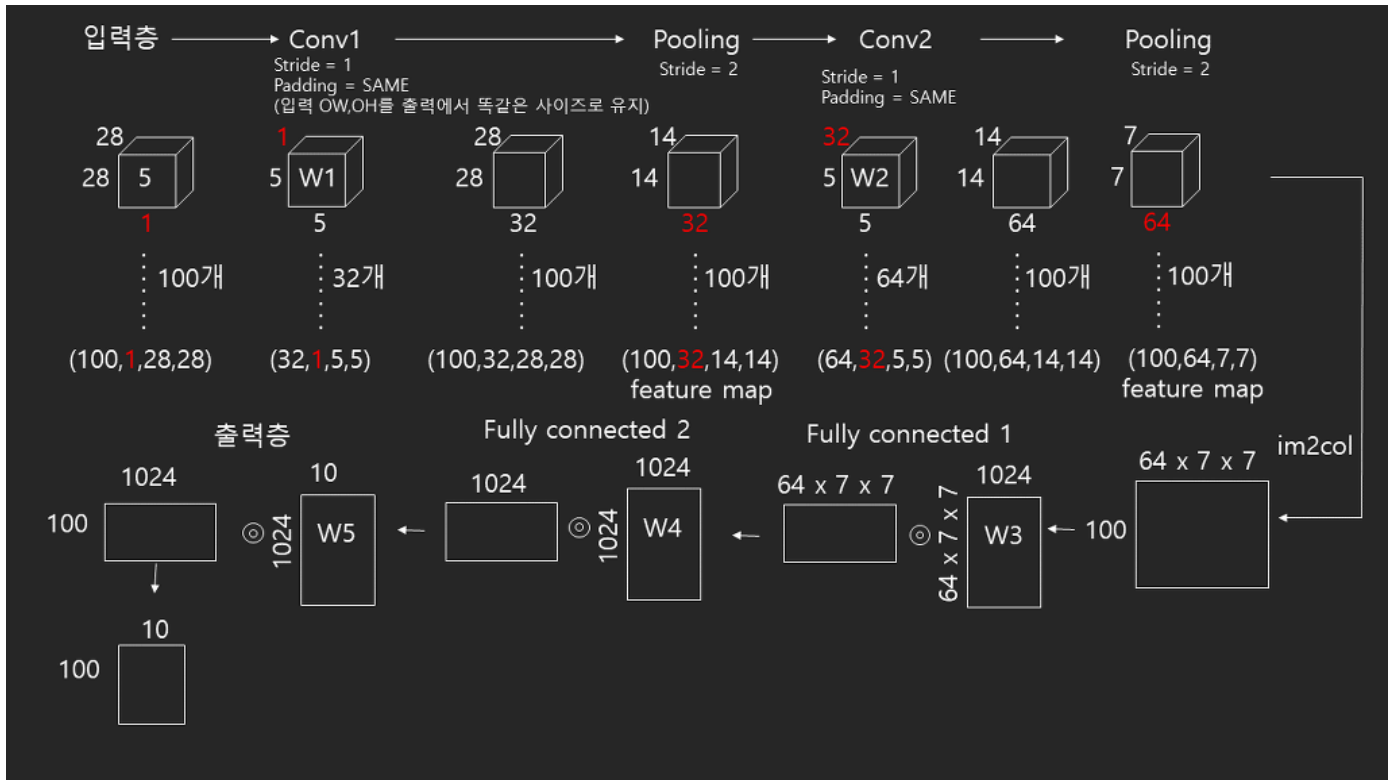 입력층
Conv1
Pooling
Conv2
Pooling
Stride = 1
Padding = SAME
(입력 OW,OH를 출력에서 똑같은 사이즈로 유지)
Stride = 2
Stride = 1
Padding = SAME
Stride = 2
28
28
5
1
1
5
W1
5
28
28
32
14
14
32
32
5
W2
5
14
14
64
7
7
64
100개
32개
100개
100개
64개
100개
100개
(100,1,28,28)
(32,1,5,5)
(100,32,28,28)
(100,32,14,14)
feature map
(64,32,5,5)
(100,64,14,14)
(100,64,7,7)
feature map
im2col
64 x 7 x 7
100
Fully connected 1
1024
64 x 7 x 7
W3
64 x 7 x 7
Fully connected 2
1024
1024
W4
1024
출력층
10
1024
W5
1024
100
10
100